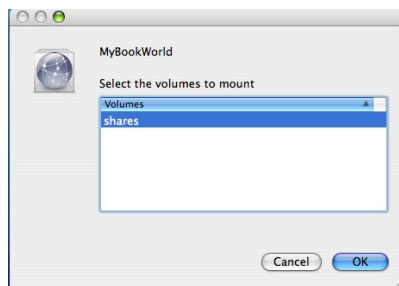 MyBookWorld
Select the volumes to mount
Volumes
shares
Cancel OK